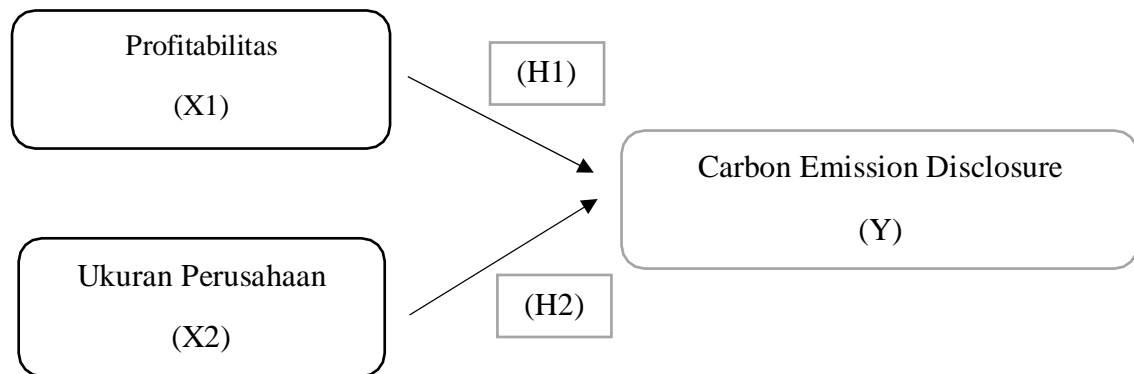 Profitabilitas
(X1)
(H1)
Carbon Emission Disclosure
(Y)
Ukuran Perusahaan
(X2)
(H2)